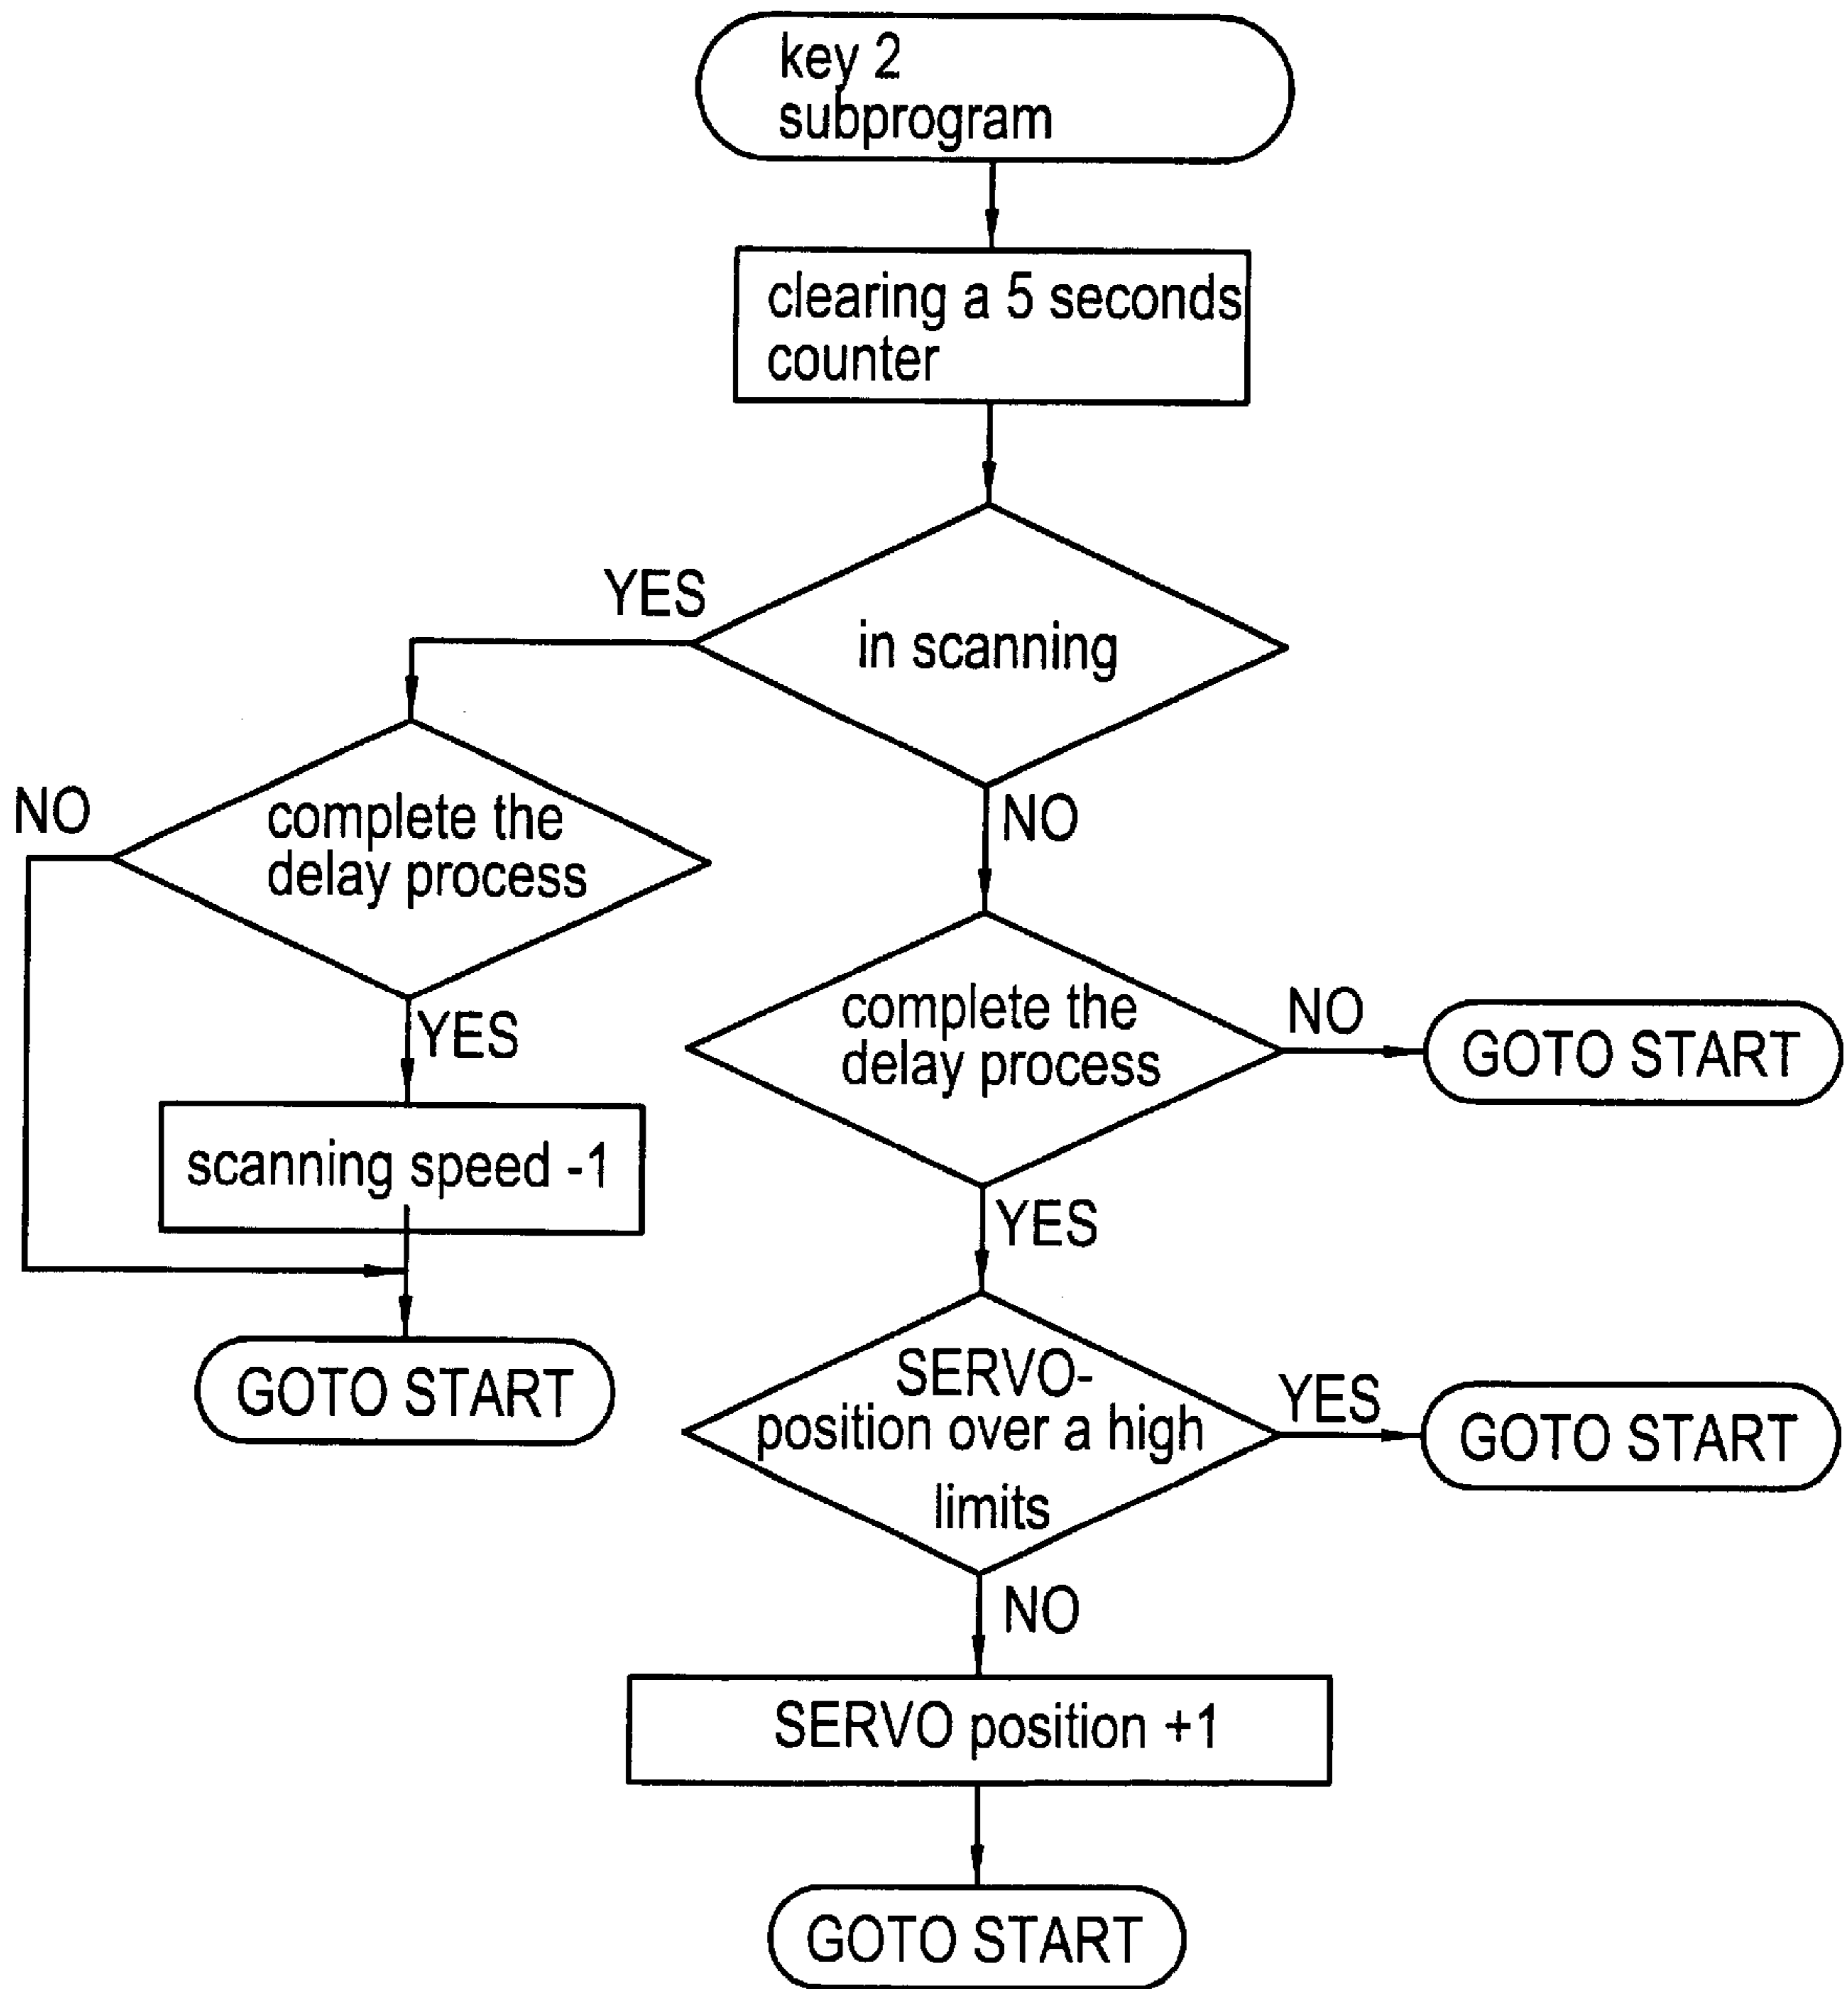 key 2
subprogram
clearing a 5 seconds
counter
YES
in scanning
NO
complete the
delay process
NO
YES
complete the
delay process
NO
GOTO START
scanning speed -1
YES
GOTO START
SERVO-
position over a high
limits
YES
GOTO START
NO
SERVO position +1
GOTO START